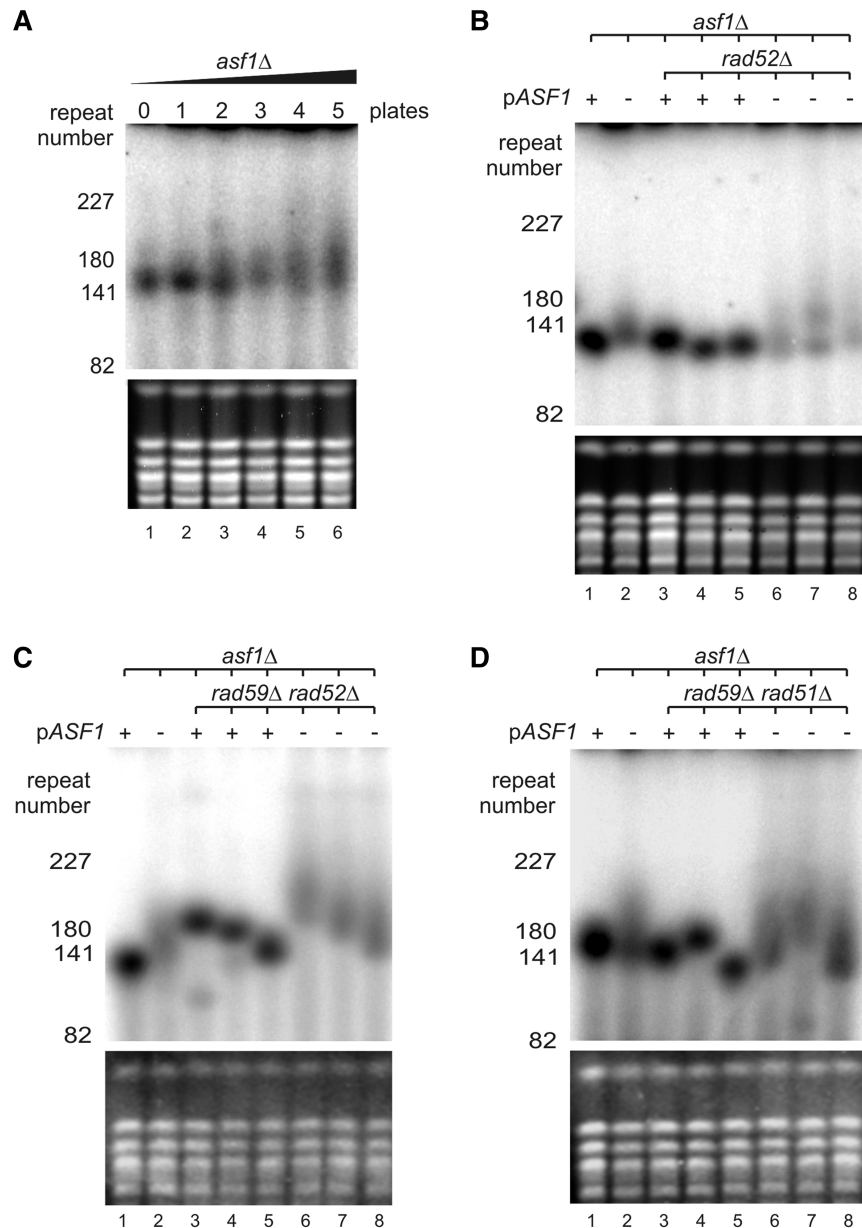 A
asf1Δ
repeat number
0 1 2 3 4 5 plates
227
180
141
82
1 2 3 4 5 6
B
asf1Δ
rad52Δ
pASF1 + - + + + - - -
repeat
number
227
180
141
82
1 2 3 4 5 6 7 8
C
asf1Δ
rad59Δ rad52Δ
pASF1 + - + + + - - -
repeat
number
227
180
141
82
1 2 3 4 5 6 7 8
D
asf1Δ
rad59Δ rad51Δ
pASF1 + - + + + - - -
repeat
number
227
180
141
82
1 2 3 4 5 6 7 8